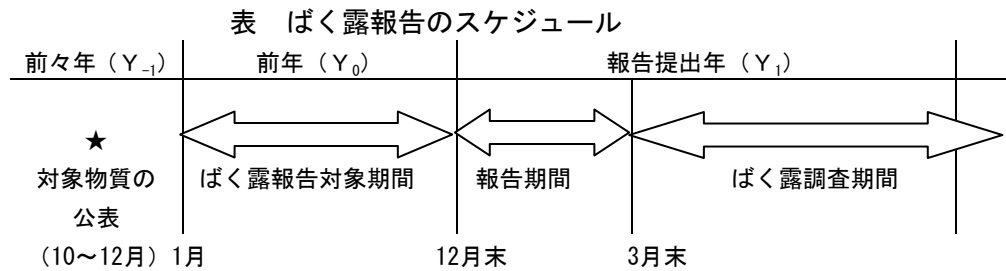 表　ばく露報告のスケジュール
前々年（Ｙ₋₁） 前年（Ｙ₀） 報告提出年（Ｙ₁）
★
対象物質の ばく露報告対象期間 報告期間 ばく露調査期間
公表
（10～12月）1月 12月末 3月末